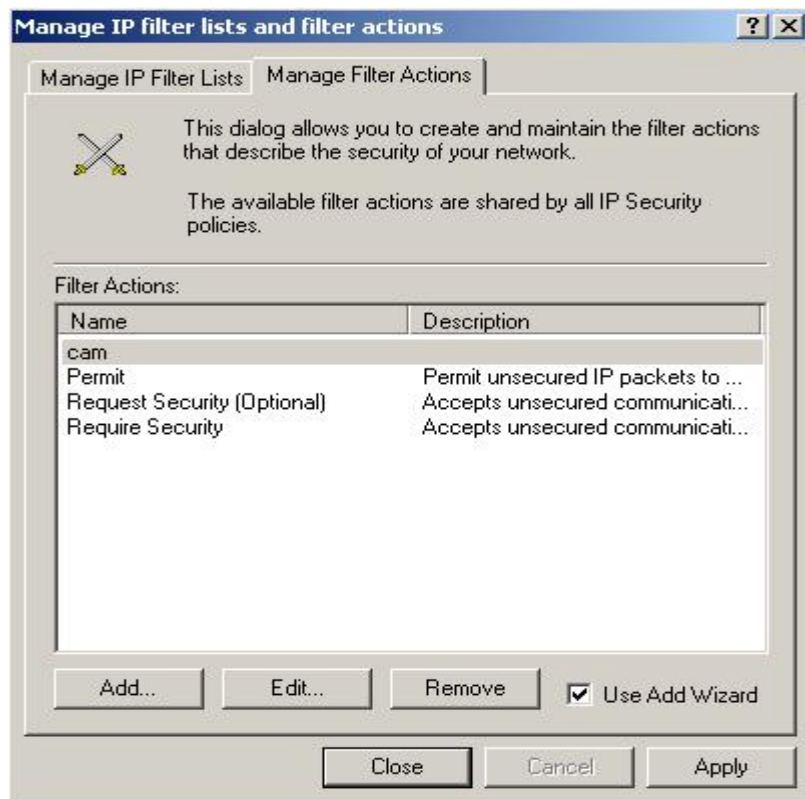 Manage IP filter lists and filter actions
Manage IP Filter Lists Manage Filter Actions
This dialog allows you to create and maintain the filter actions
that describe the security of your network.
The available filter actions are shared by all IP Security
policies.
Filter Actions:
Name Description
cam
Permit Permit unsecured IP packets to ...
Request Security (Optional) Accepts unsecured communicati...
Require Security Accepts unsecured communicati...
Add... Edit... Remove Use Add Wizard
Close Cancel Apply